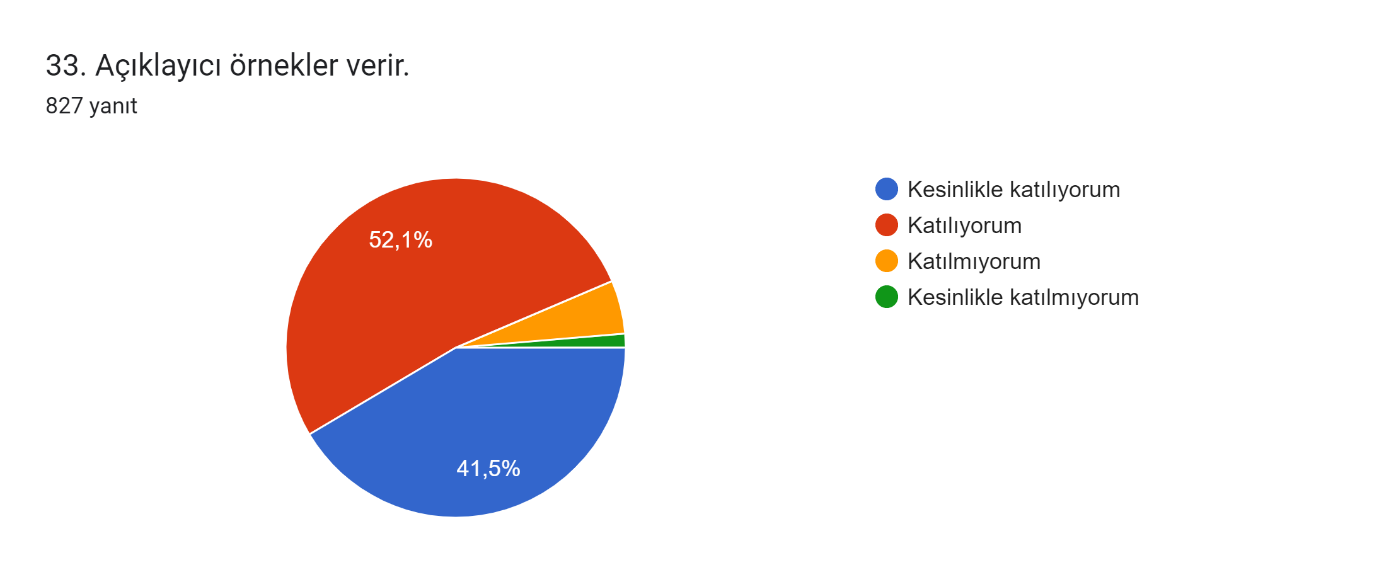 33. Açıklayıcı örnekler verir.
827 yanıt
52,1%
41,5%
Kesinlikle katılıyorum
Katılıyorum
Katılmıyorum
Kesinlikle katılmıyorum